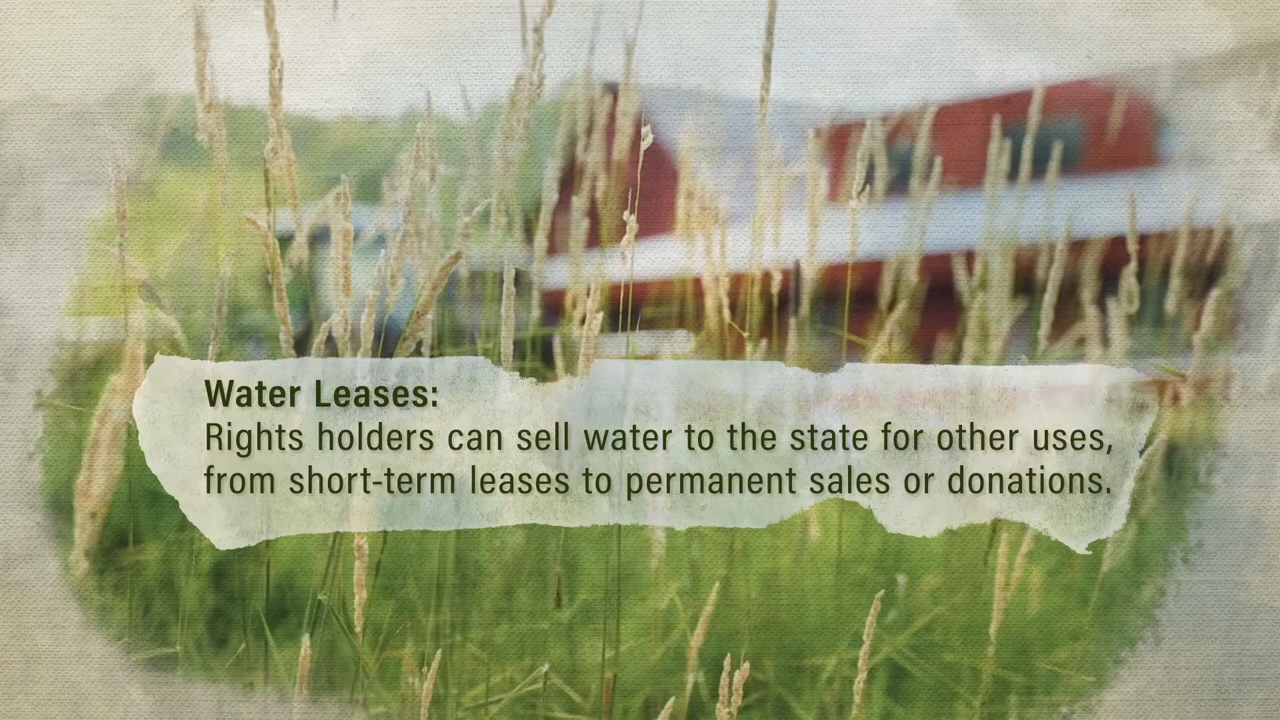 Water Leases:
Rights holders can sell water to the state for other uses,
from short-term leases to permanent sales or donations.